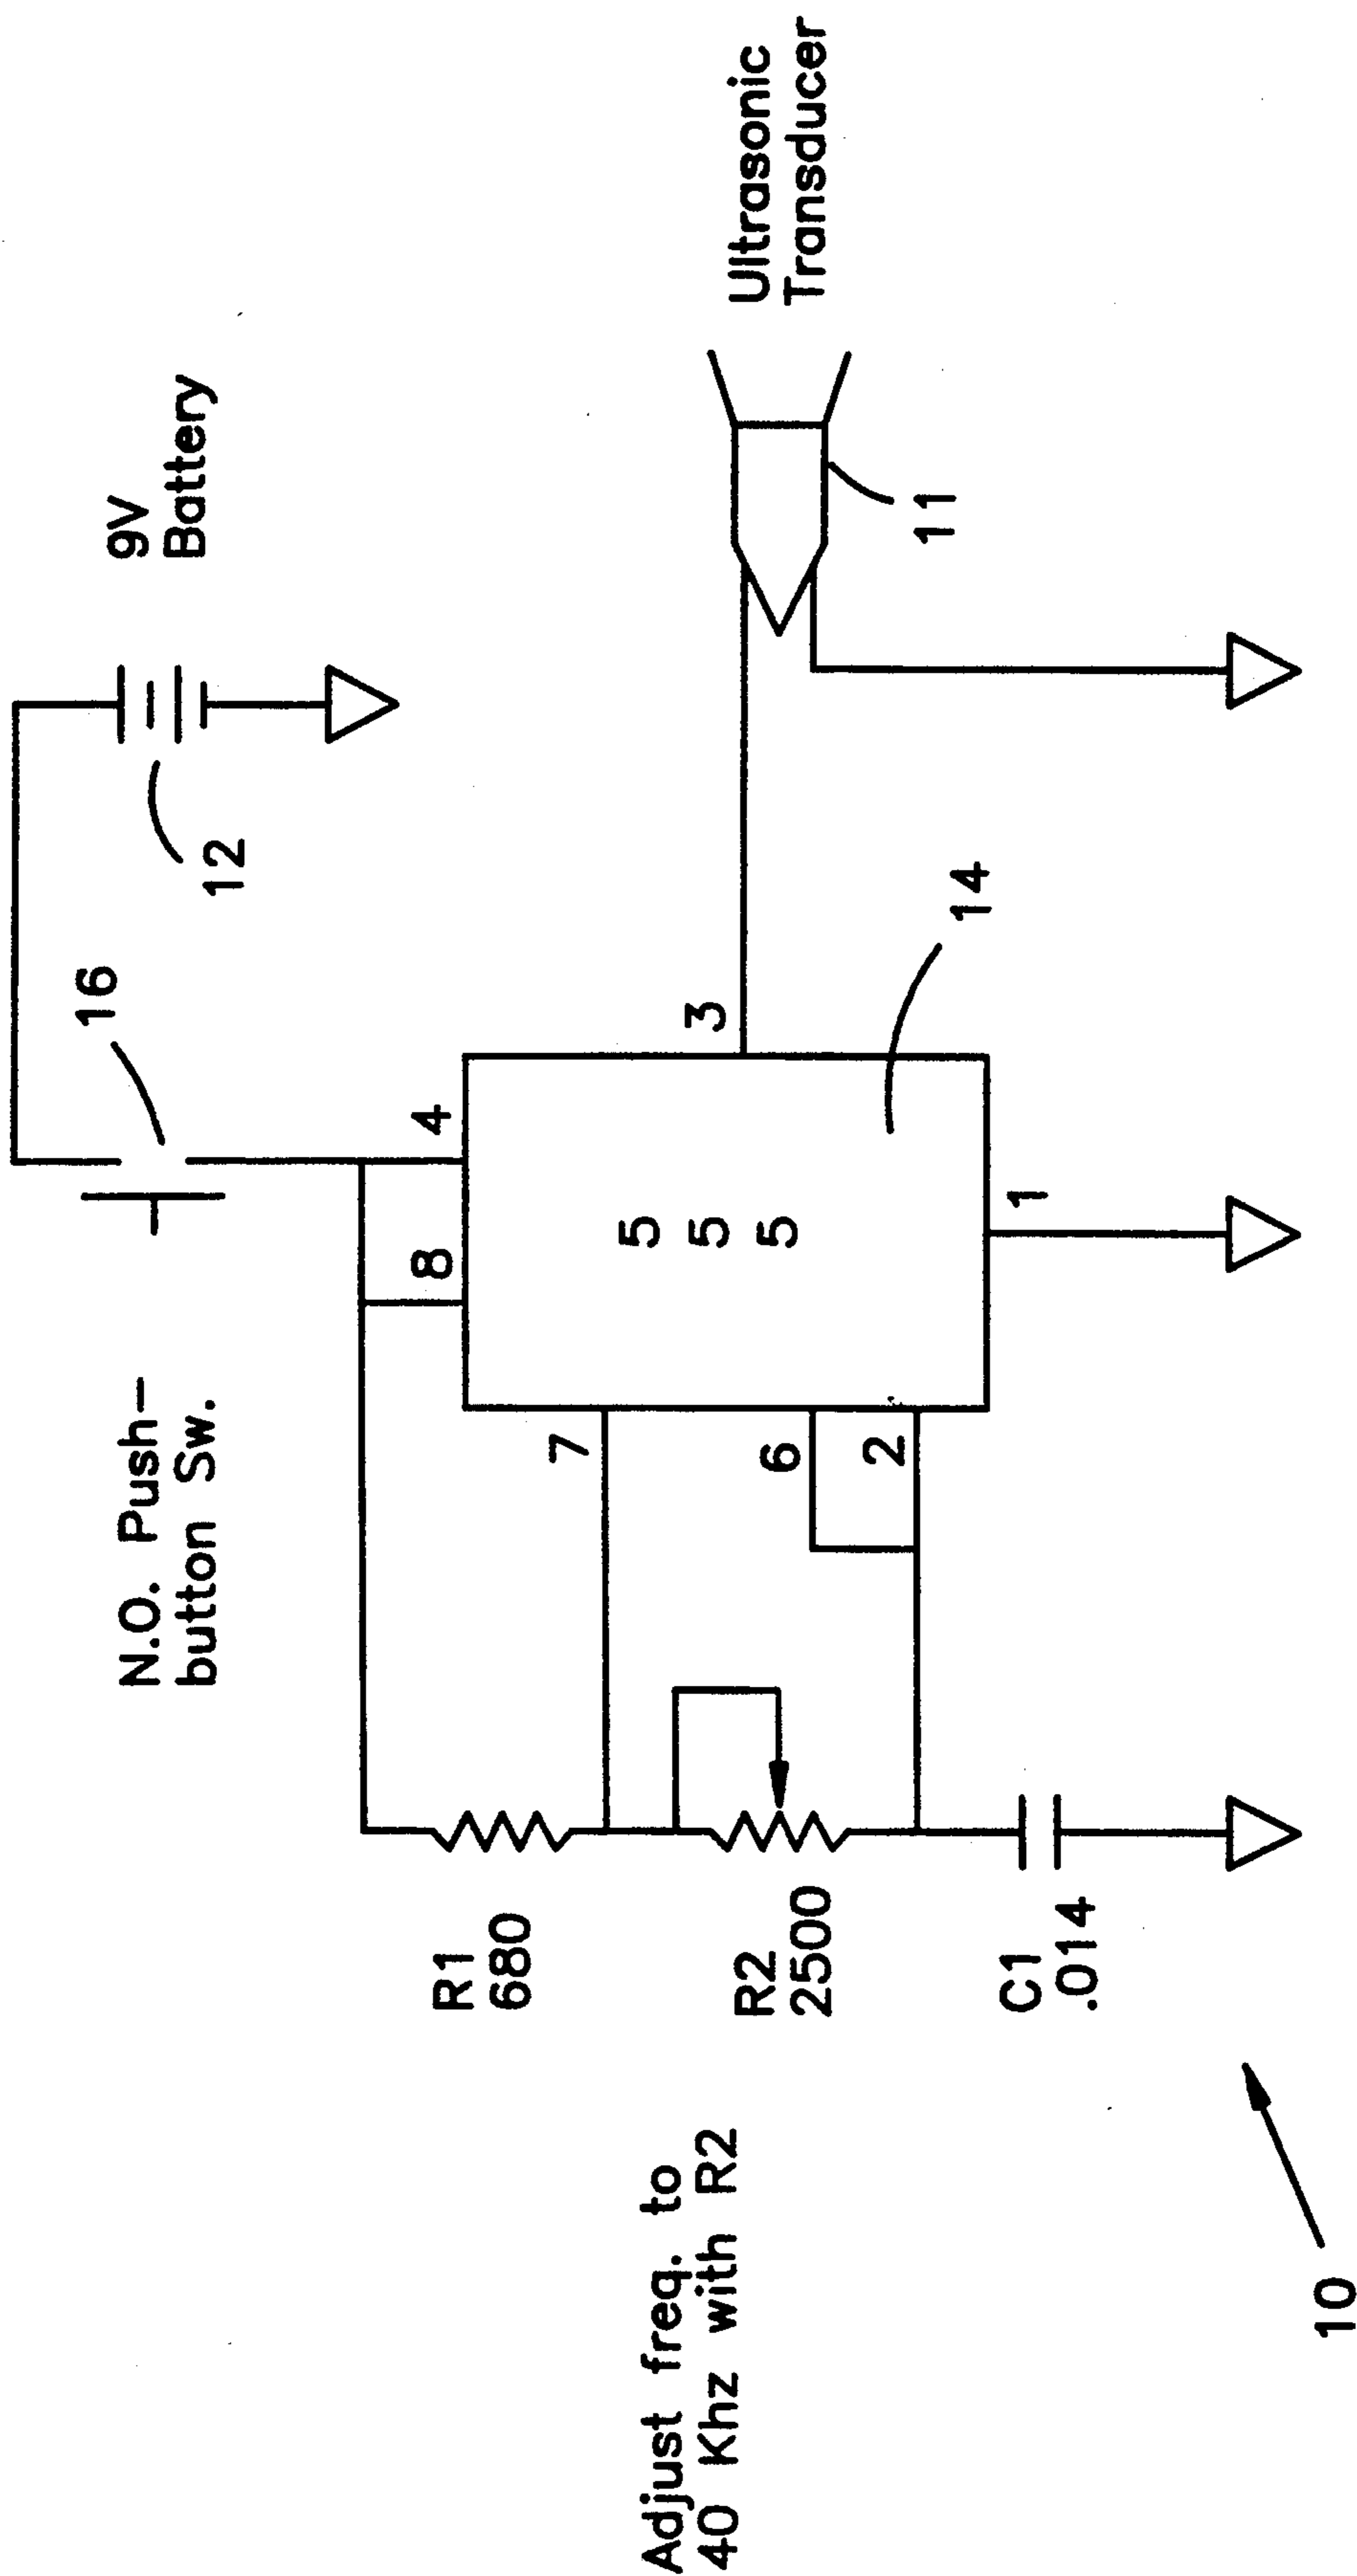 N.O. Push-
button Sw.
16
9V
Battery
12
R1
680
8
4
7
3
Adjust freq. to
40 Khz with R2
R2
2500
5 5 5
6
2
Ultrasonic
Transducer
11
14
C1
.014
1
10